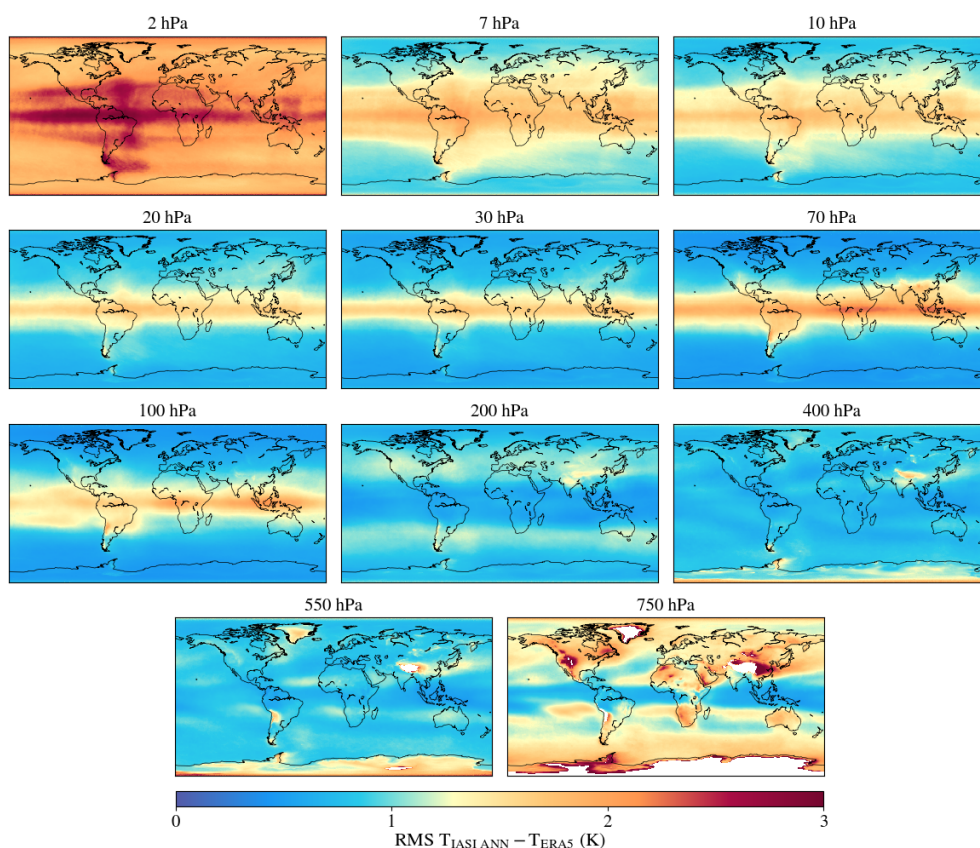 2 hPa
7 hPa
10 hPa
20 hPa
30 hPa
70 hPa
100 hPa
200 hPa
400 hPa
550 hPa
750 hPa
0
1
2
3
RMS T_IASI ANN − T_ERA5 (K)